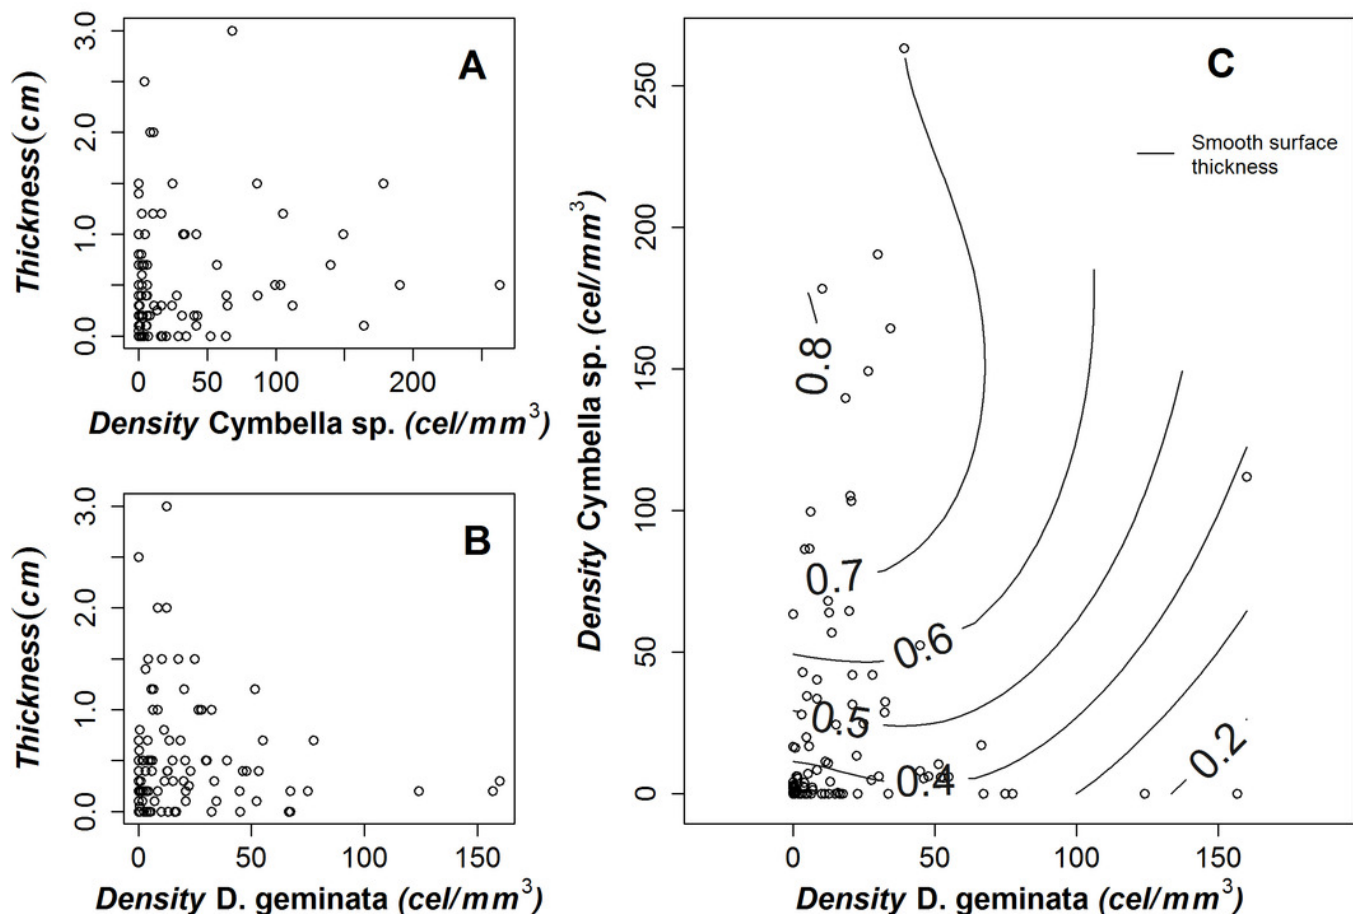 A
Thickness(cm)
3.0
2.0
1.0
0.0
0 50 100 200
Density Cymbella sp. (cel/mm³)
B
Thickness(cm)
3.0
2.0
1.0
0.0
0 50 100 150
Density D. geminata (cel/mm³)
C
Smooth surface
thickness
Density Cymbella sp. (cel/mm³)
250
200
150
100
50
0
0.8
0.7
0.6
0.5
0.4
0.2
0 50 100 150
Density D. geminata (cel/mm³)